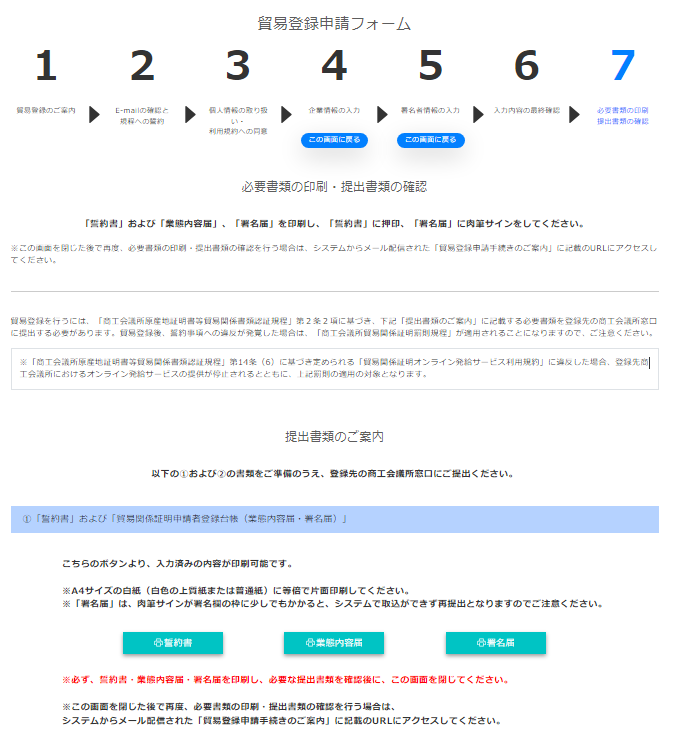 貿易登録申請フォーム
1 2 3 4 5 6 7
貿易登録のご案内
E-mailの確認と
規程への誓約
個人情報の取り扱
い・
利用規約への同意
企業情報の入力
この画面に戻る
署名者情報の入力
この画面に戻る
入力内容の最終確認
必要書類の印刷
提出書類の確認
必要書類の印刷・提出書類の確認
「誓約書」および「業態内容届」、「署名届」を印刷し、「誓約書」に押印、「署名届」に肉筆サインをしてください。
※この画面を閉じた後で再度、必要書類の印刷・提出書類の確認を行う場合は、システムからメール配信された「貿易登録申請手続きのご案内」に記載のURLにアクセスし
てください。
貿易登録を行うには、「商工会議所原産地証明書等貿易関係書類認証規程」第２条２項に基づき、下記「提出書類のご案内」に記載する必要書類を登録先の商工会議所窓口
に提出する必要があります。貿易登録後、誓約事項への違反が発覚した場合は、「商工会議所貿易関係証明罰則規程」が適用されることになりますので、ご注意ください。
※「商工会議所原産地証明書等貿易関係書類認証規程」第14条（6）に基づき定められる「貿易関係証明オンライン発給サービス利用規約」に違反した場合、登録先商
工会議所におけるオンライン発給サービスの提供が停止されるとともに、上記罰則の適用の対象となります。
提出書類のご案内
以下の①および②の書類をご準備のうえ、登録先の商工会議所窓口にご提出ください。
①「誓約書」および「貿易関係証明申請者登録台帳（業態内容届・署名届）」
こちらのボタンより、入力済みの内容が印刷可能です。
※A4サイズの白紙（白色の上質紙または普通紙）に等倍で片面印刷してください。
※「署名届」は、肉筆サインが署名欄の枠に少しでもかかると、システムで取込ができず再提出となりますのでご注意ください。
誓約書 業態内容届 署名届
※必ず、誓約書・業態内容届・署名届を印刷し、必要な提出書類を確認後に、この画面を閉じてください。
※この画面を閉じた後で再度、必要書類の印刷・提出書類の確認を行う場合は、
システムからメール配信された「貿易登録申請手続きのご案内」に記載のURLにアクセスしてください。